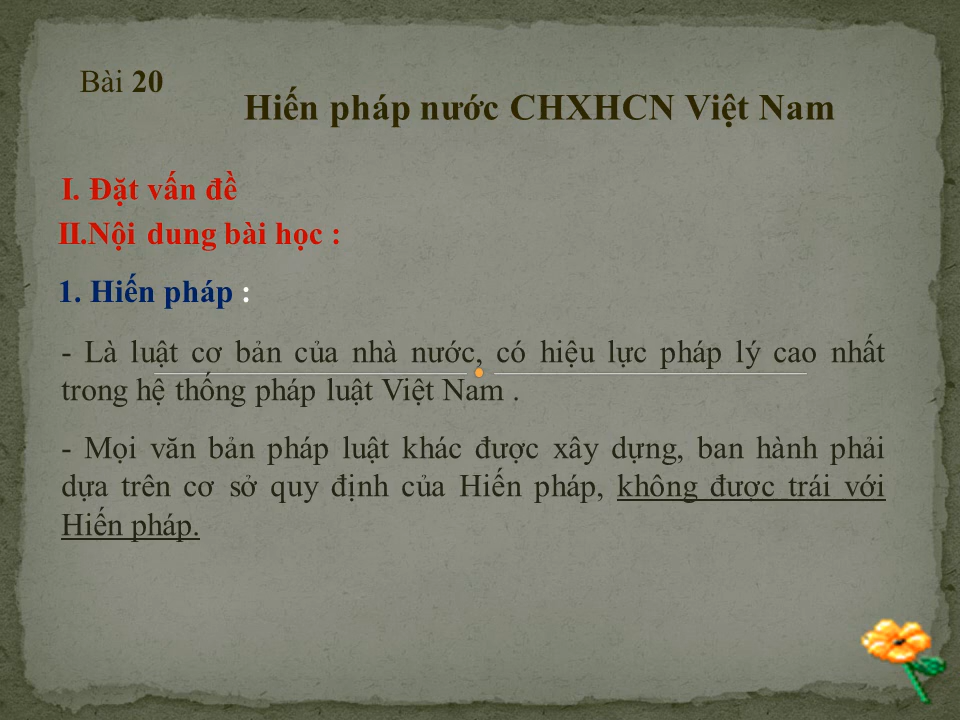 Bài 20
Hiến pháp nước CHXHCN Việt Nam
I. Đặt vấn đề
II.Nội dung bài học :
1. Hiến pháp :
- Là luật cơ bản của nhà nước, có hiệu lực pháp lý cao nhất
trong hệ thống pháp luật Việt Nam .
- Mọi văn bản pháp luật khác được xây dựng, ban hành phải
dựa trên cơ sở quy định của Hiến pháp, không được trái với
Hiến pháp.